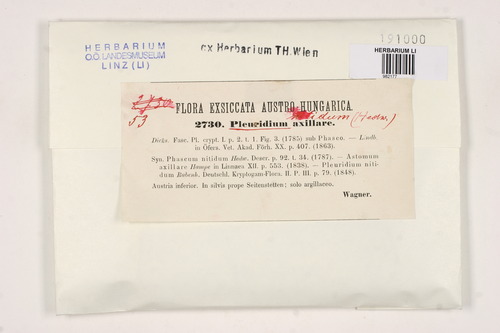 HERBARIUM
O.Ö. LANDESMUSEUM
LINZ (LI)
ex Herbarium TH.Wien
191000
HERBARIUM LI
53
FLORA EXSICCATA AUSTRO-HUNGARICA.
nitidum (Hedw.)
2730. Pleuridium axillare.
Dicks. Fasc. Pl. crypt. I. p. 2. t. 1, Fig. 3. (1785) sub Phasco. — Lindb.
in Öfers. Vet. Akad. Förh. XX. p. 407. (1863).
Syn. Phascum nitidum Hedw. Descr. p. 92. t. 34. (1787). — Astomum
axillare Hampe in Linnaea XII. p. 553. (1838). — Pleuridium niti-
dum Rabenh. Deutschl. Kryptogam.-Flora. II. P. III. p. 79. (1848).
Austria inferior. In silvis prope Seitenstetten; solo argillaceo.
Wagner.